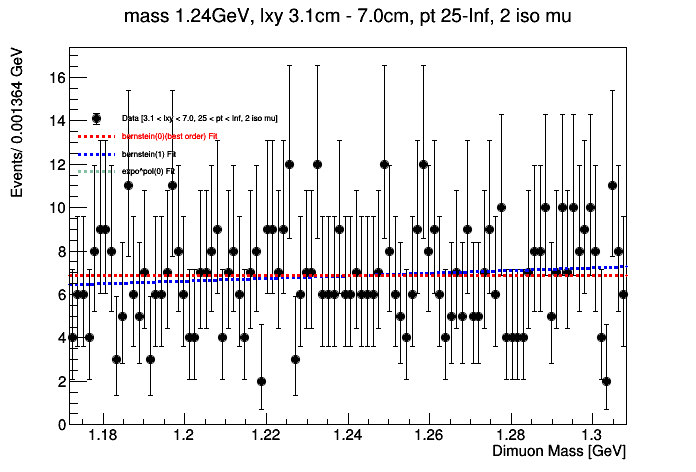 mass 1.24GeV, lxy 3.1cm - 7.0cm, pt 25-Inf, 2 iso mu
Events/ 0.001364 GeV
16
14
12
10
8
6
4
2
0
Data [3.1 < lxy < 7.0, 25 < pt < Inf, 2 iso mu]
bernstein(0)(best order) Fit
bernstein(1) Fit
expo*pol(0) Fit
1.18 1.2 1.22 1.24 1.26 1.28 1.3
Dimuon Mass [GeV]